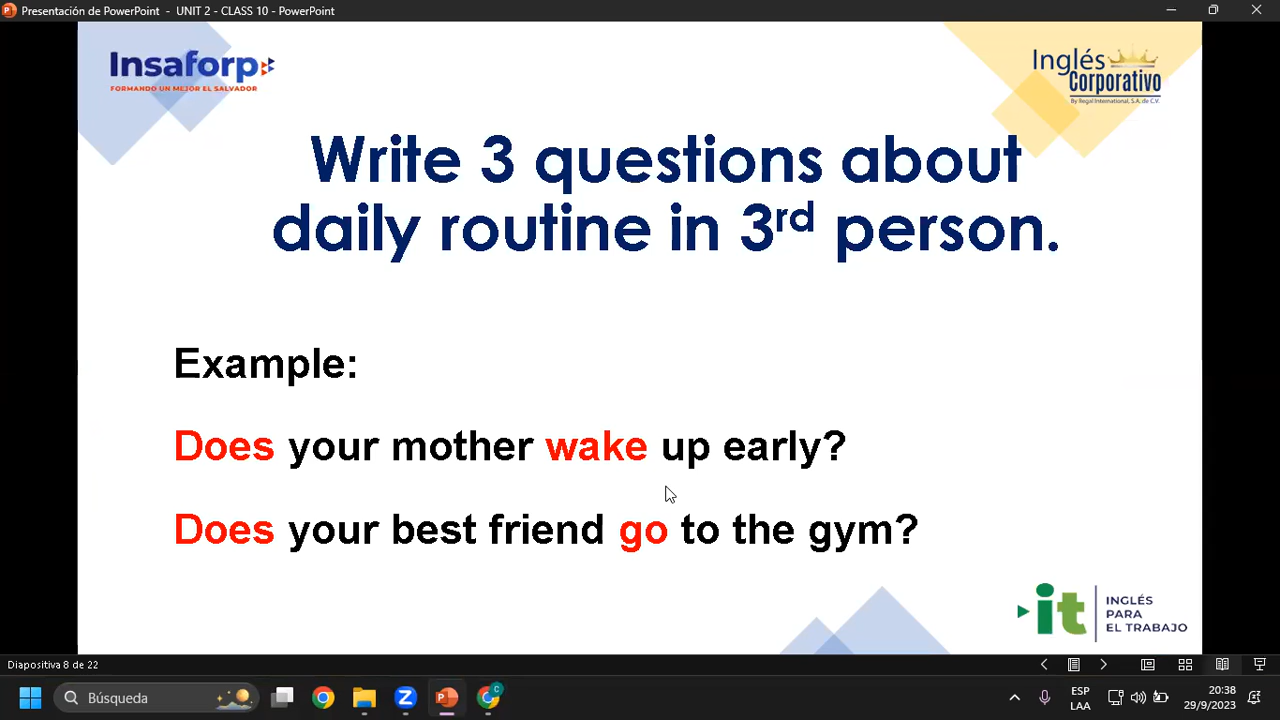 Presentación de PowerPoint - UNIT 2 - CLASS 10 - PowerPoint
Insaforp
FORMANDO UN MEJOR EL SALVADOR
Inglés
Corporativo
By Regal International, S.A. de C.V.
Write 3 questions about
daily routine in 3rd person.
Example:
Does your mother wake up early?
Does your best friend go to the gym?
it
INGLÉS
PARA
EL TRABAJO
Diapositiva 8 de 22
Búsqueda
C
ESP
LAA
20:38
29/9/2023